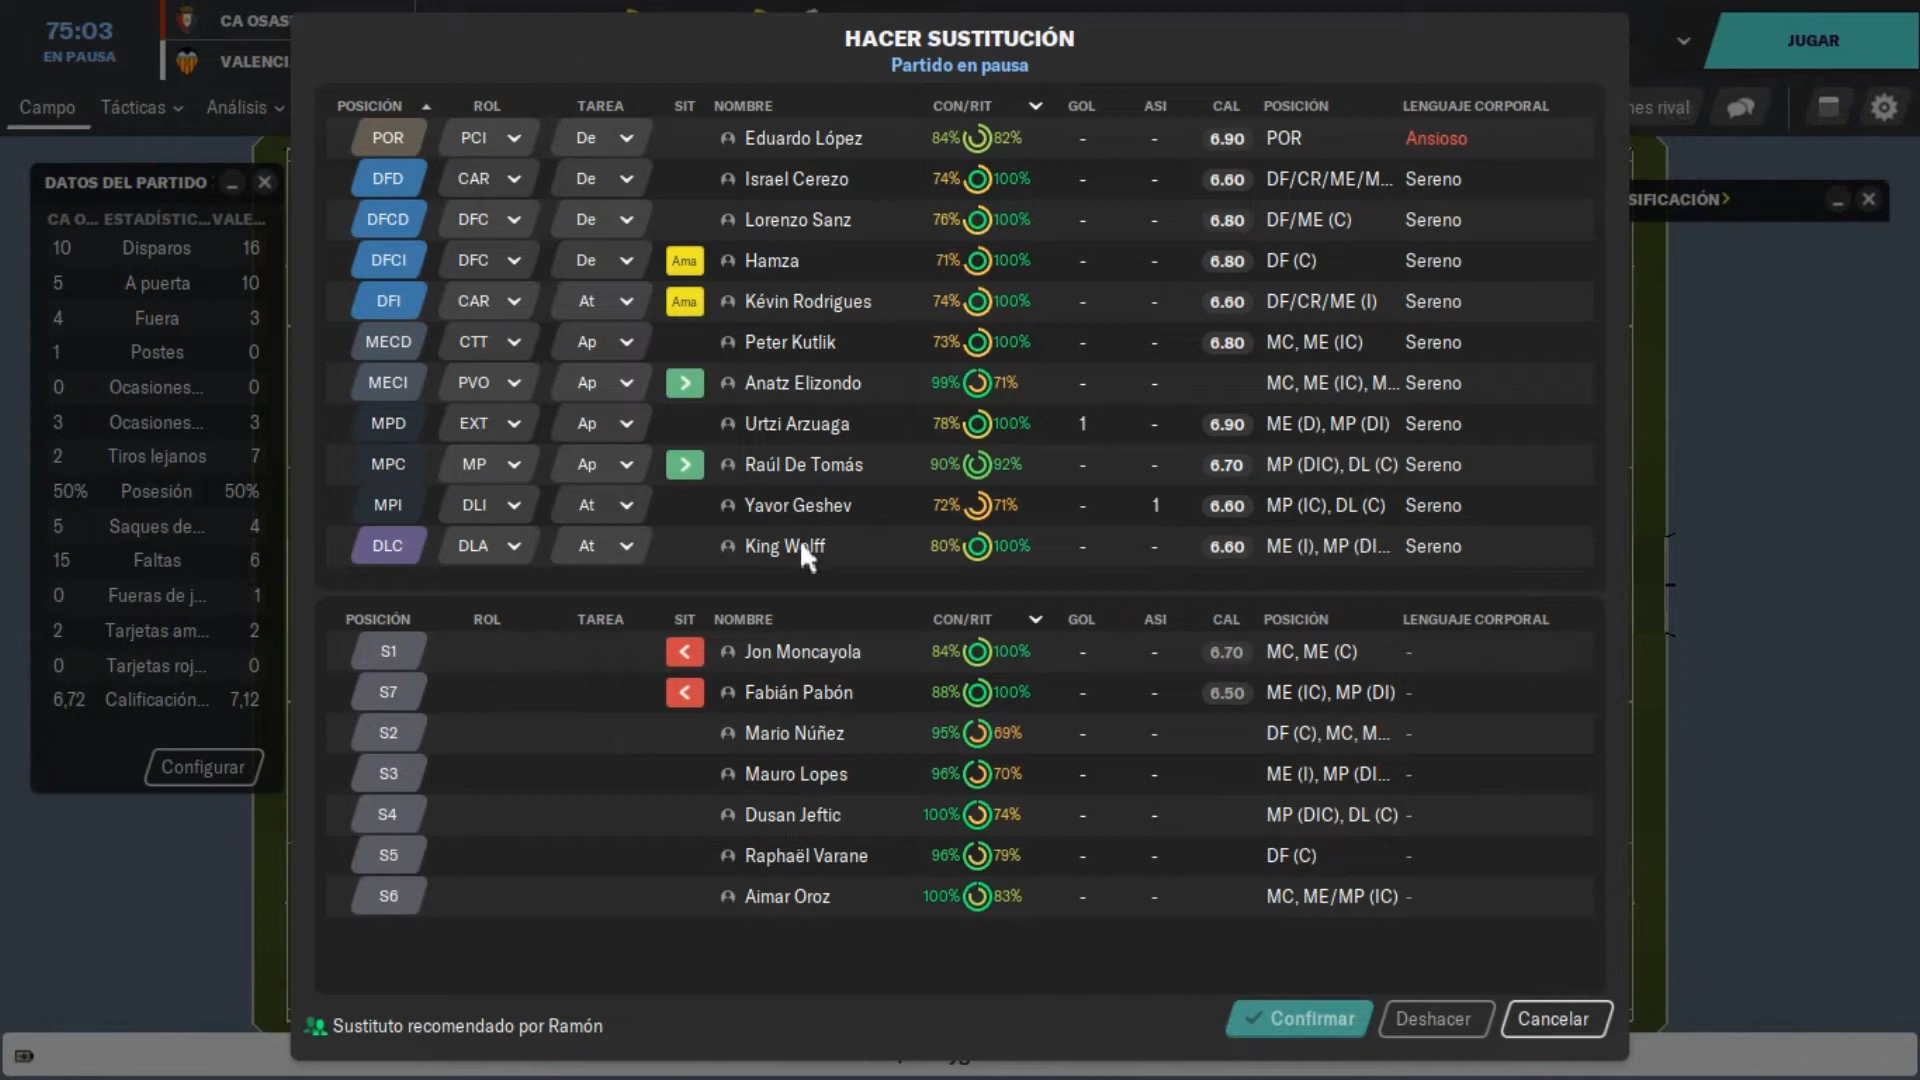 75:03
EN PAUSA
CA OSAS
VALENCI
HACER SUSTITUCIÓN
Partido en pausa
JUGAR
Campo Tácticas Análisis nes rival
POSICIÓN ROL TAREA SIT NOMBRE CON/RIT GOL ASI CAL POSICIÓN LENGUAJE CORPORAL
POR PCI De Eduardo López 84% 82% - - 6.90 POR Ansioso
DFD CAR De Israel Cerezo 74% 100% - - 6.60 DF/CR/ME/M... Sereno
DFCD DFC De Lorenzo Sanz 76% 100% - - 6.80 DF/ME (C) Sereno
DFCI DFC De Ama Hamza 71% 100% - - 6.80 DF (C) Sereno
DFI CAR At Ama Kévin Rodrigues 74% 100% - - 6.60 DF/CR/ME (I) Sereno
MECD CTT Ap Peter Kutlik 73% 100% - - 6.80 MC, ME (IC) Sereno
MECI PVO Ap Anatz Elizondo 99% 71% - - MC, ME (IC), M... Sereno
MPD EXT Ap Urtzi Arzuaga 78% 100% 1 - 6.90 ME (D), MP (DI) Sereno
MPC MP Ap Raúl De Tomás 90% 92% - - 6.70 MP (DIC), DL (C) Sereno
MPI DLI At Yavor Geshev 72% 71% - 1 6.60 MP (IC), DL (C) Sereno
DLC DLA At King Wolff 80% 100% - - 6.60 ME (I), MP (DI... Sereno
DATOS DEL PARTIDO
CA O... ESTADÍSTIC... VALE...
10 Disparos 16
5 A puerta 10
4 Fuera 3
1 Postes 0
0 Ocasiones... 0
3 Ocasiones... 3
2 Tiros lejanos 7
50% Posesión 50%
5 Saques de... 4
15 Faltas 6
0 Fueras de j... 1
2 Tarjetas am... 2
0 Tarjetas roj... 0
6,72 Calificación... 7,12
Configurar
SIFICACIÓN
POSICIÓN ROL TAREA SIT NOMBRE CON/RIT GOL ASI CAL POSICIÓN LENGUAJE CORPORAL
S1 Jon Moncayola 84% 100% - - 6.70 MC, ME (C) -
S7 Fabián Pabón 88% 100% - - 6.50 ME (IC), MP (DI) -
S2 Mario Núñez 95% 69% - - DF (C), MC, M... -
S3 Mauro Lopes 96% 70% - - ME (I), MP (DI... -
S4 Dusan Jeftic 100% 74% - - MP (DIC), DL (C) -
S5 Raphaël Varane 96% 79% - - DF (C) -
S6 Aimar Oroz 100% 83% - - MC, ME/MP (IC) -
Sustituto recomendado por Ramón
Confirmar Deshacer Cancelar